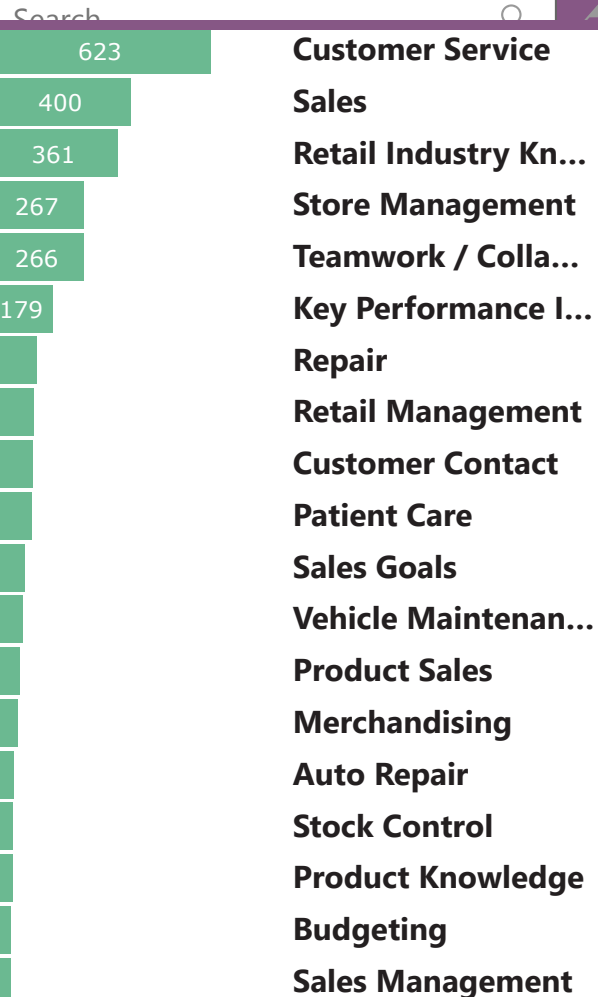 Search
623 Customer Service
400 Sales
361 Retail Industry Kn...
267 Store Management
266 Teamwork / Colla...
179 Key Performance I...
Repair
Retail Management
Customer Contact
Patient Care
Sales Goals
Vehicle Maintenan...
Product Sales
Merchandising
Auto Repair
Stock Control
Product Knowledge
Budgeting
Sales Management